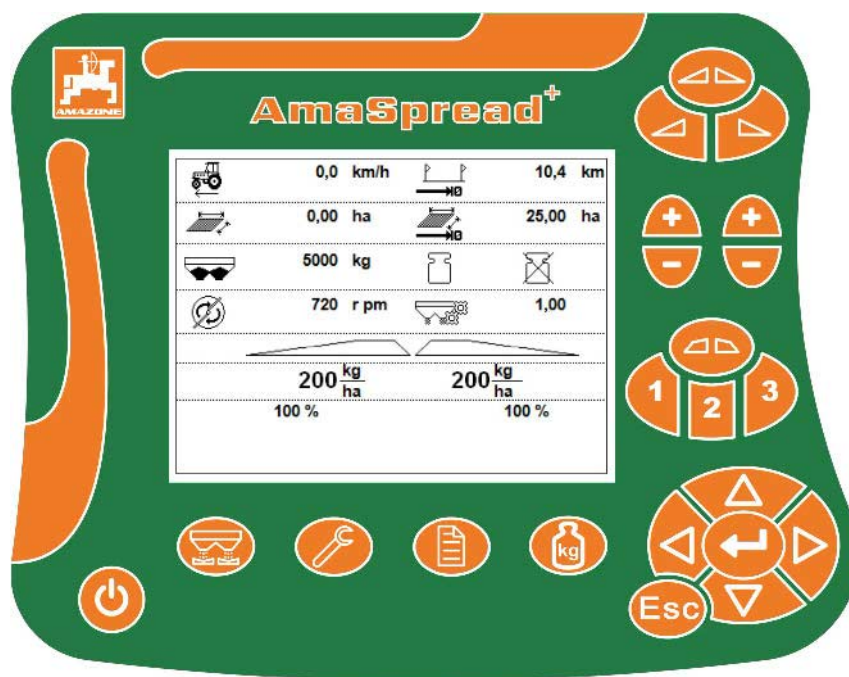 AMAZONE
AmaSpread+
0,0 km/h 10,4 km
0,00 ha 25,00 ha
5000 kg
720 r pm 1,00
200 kg/ha 200 kg/ha
100 % 100 %
+ +
- -
1 2 3
kg
Esc